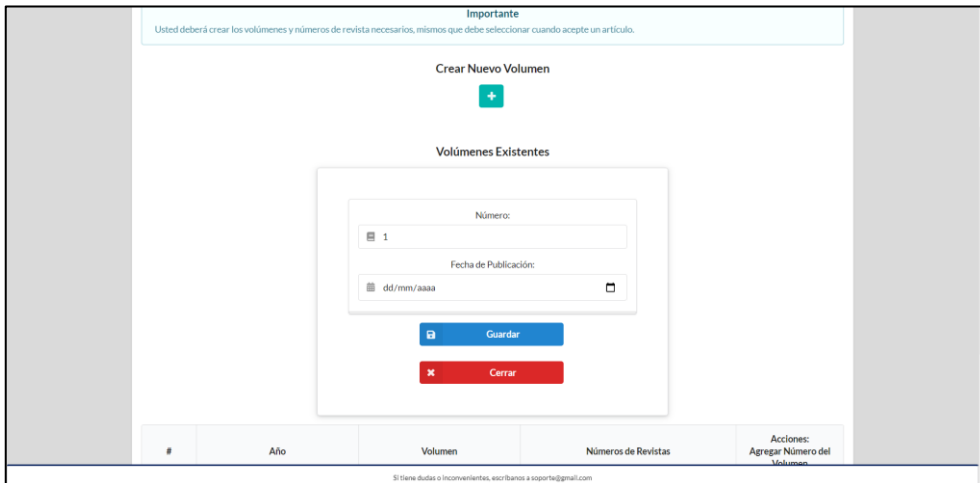 Importante
Usted deberá crear los volúmenes y números de revista necesarios, mismos que debe seleccionar cuando acepte un artículo.
Crear Nuevo Volumen
+
Volúmenes Existentes
Número:
1
Fecha de Publicación:
dd/mm/aaaa
Guardar
Cerrar
# Año Volumen Números de Revistas Acciones:
Agregar Número del
Volumen
Si tiene dudas o inconvenientes, escríbanos a soporte@gmail.com